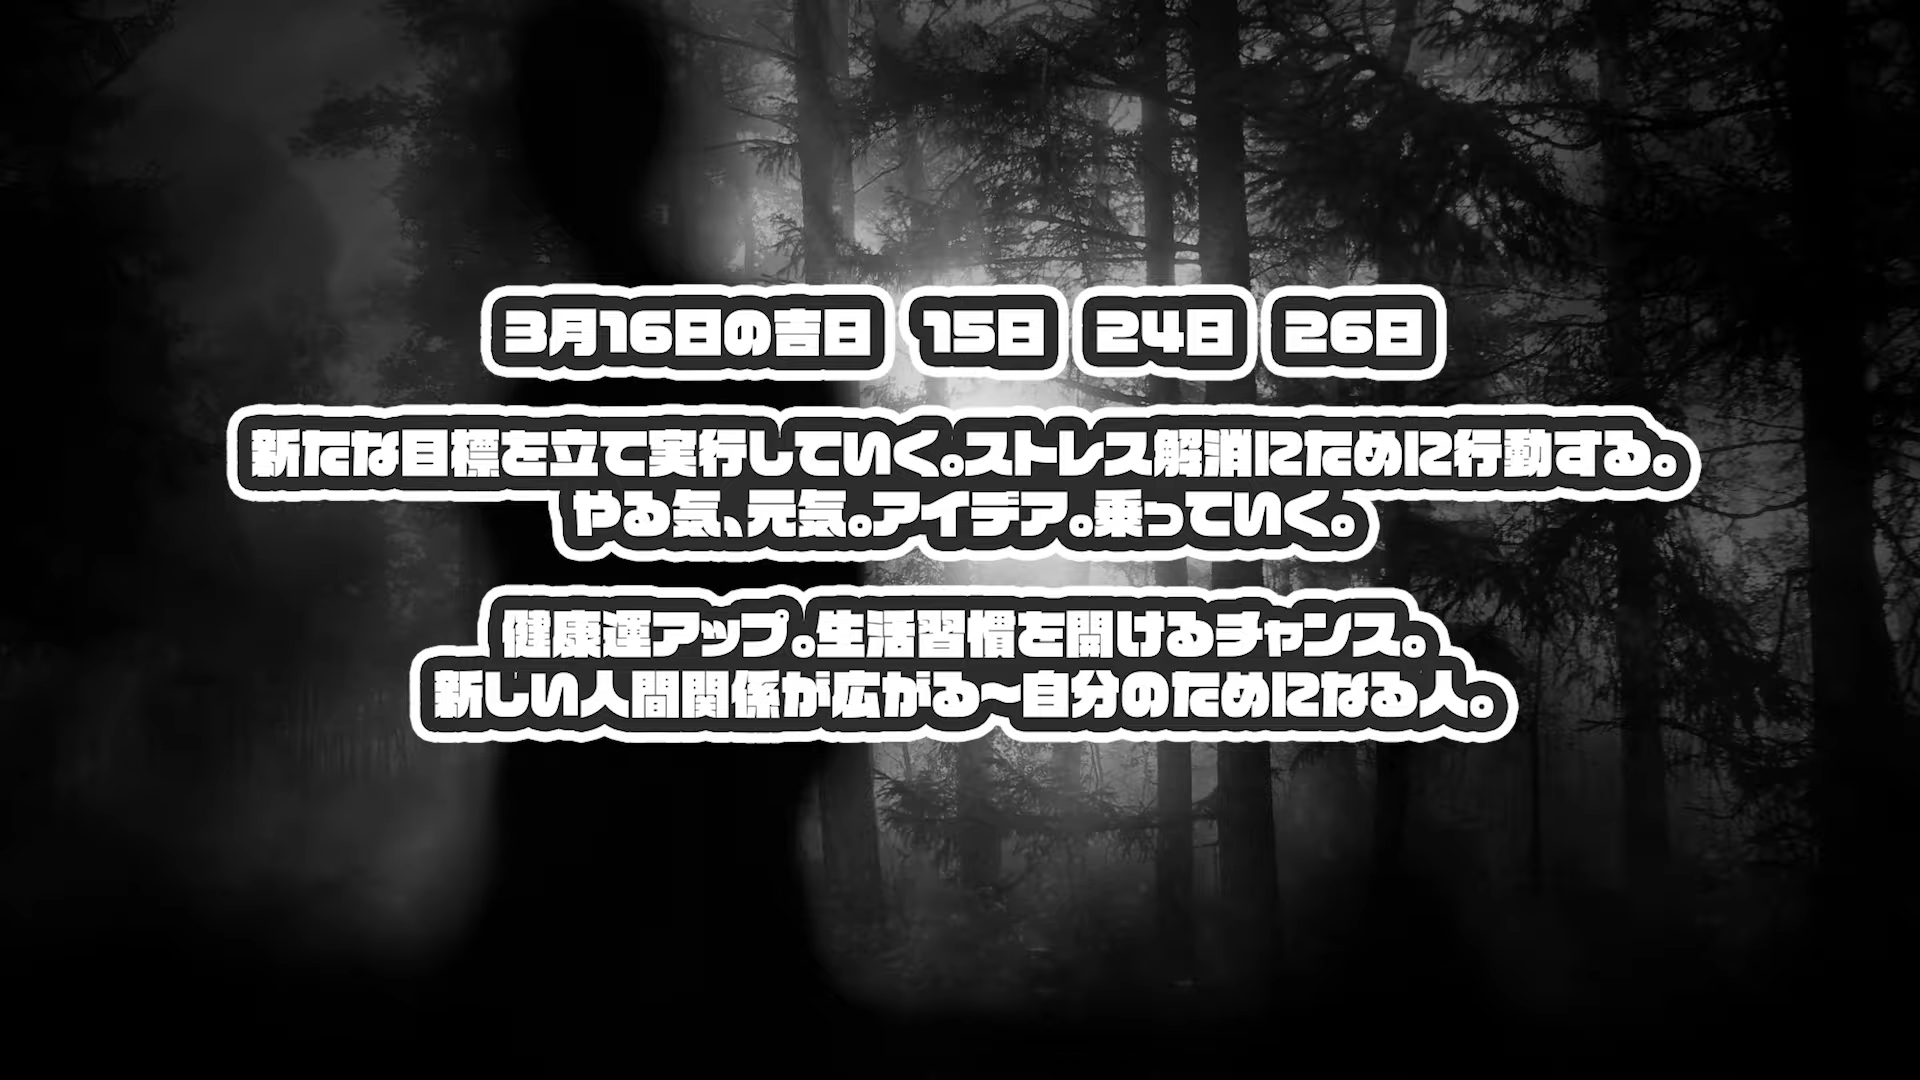 3月16日の吉日 15日 24日 26日
新たな目標を立て実行していく。ストレス解消にために行動する。
やる気、元気。アイデア。乗っていく。
健康運アップ。生活習慣を開けるチャンス。
新しい人間関係が広がる～自分のためになる人。